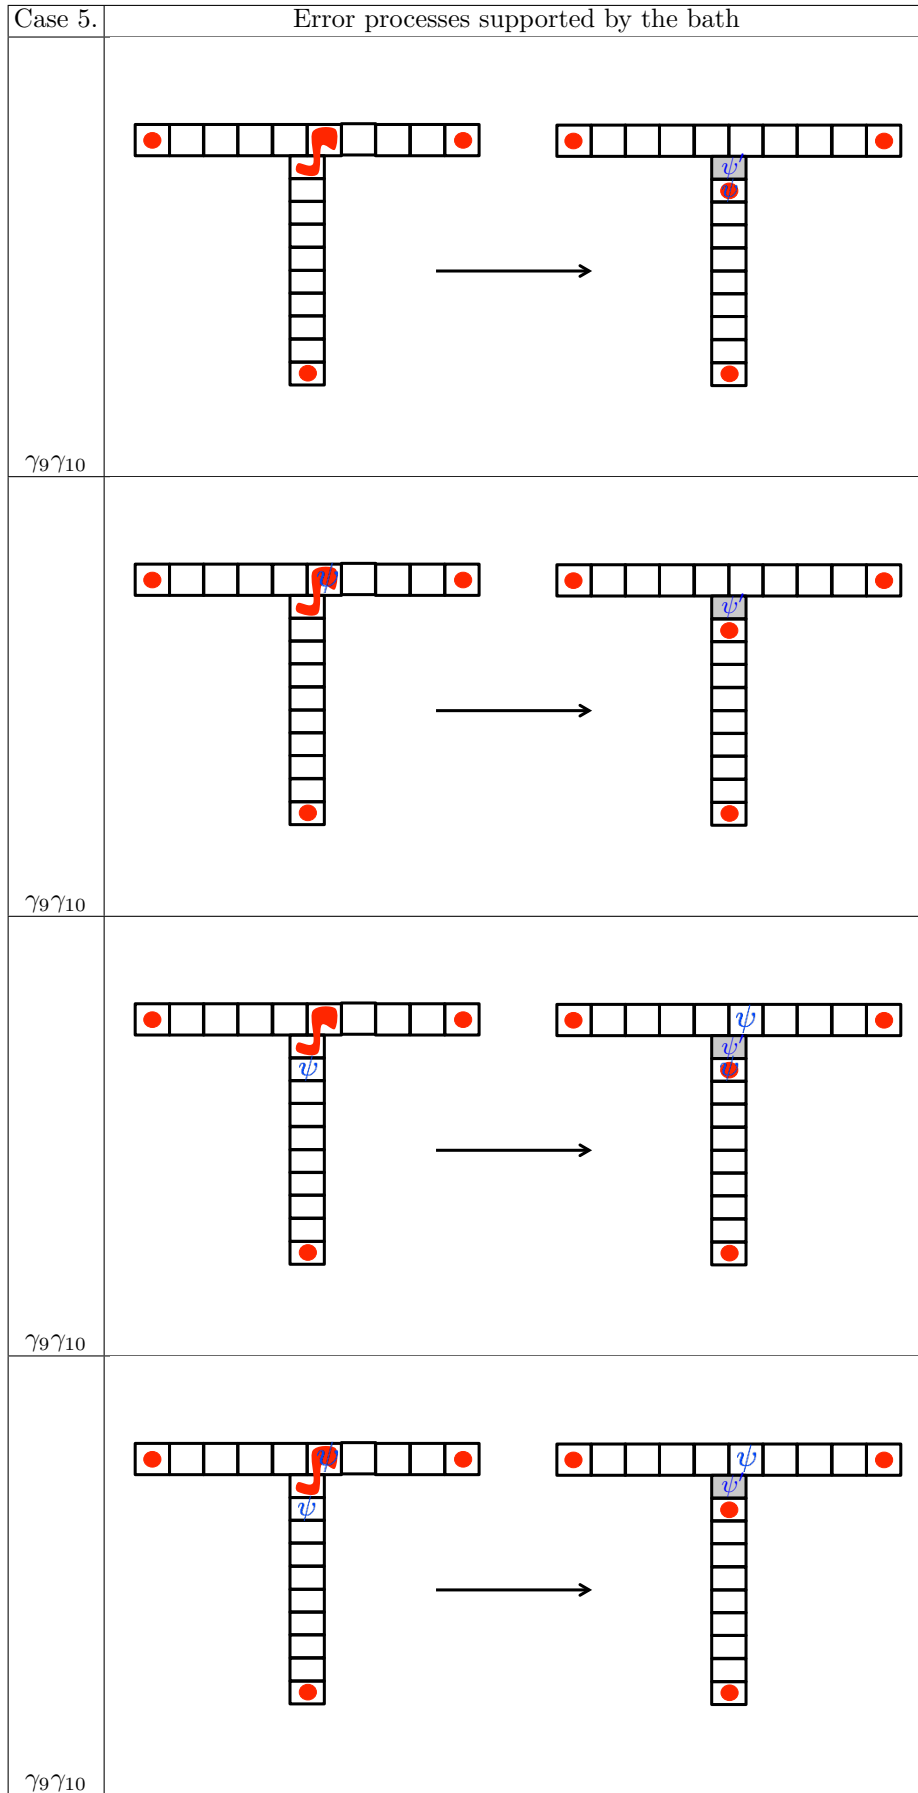 Case 5. Error processes supported by the bath
ψ′
ψ
γ₉γ₁₀
ψ
ψ′
γ₉γ₁₀
ψ
ψ′
ψ ψ
γ₉γ₁₀
ψ ψ
ψ ψ′
γ₉γ₁₀